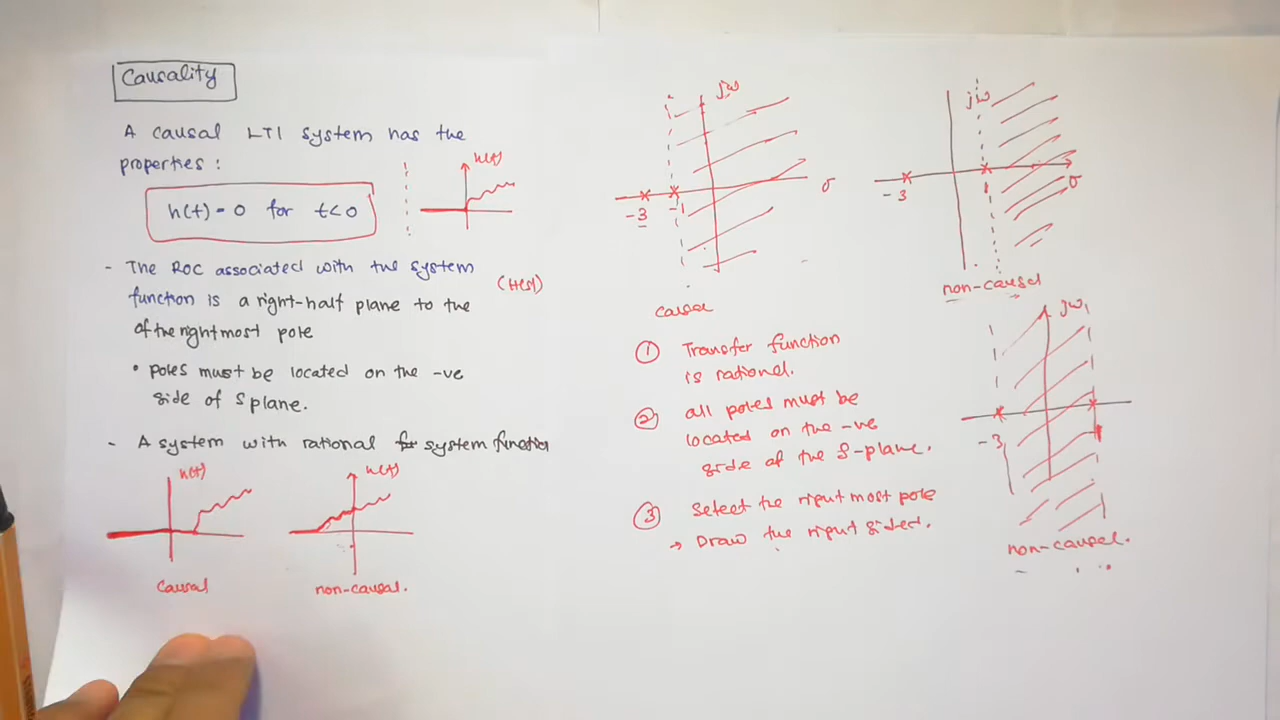 Causality
A causal LTI system has the
properties :
h(t) = 0 for t<0
h(t)
- The ROC associated with the system
(H(s))
function is a right-half plane to the
of the rightmost pole
• poles must be located on the -ve
side of S plane.
- A system with rational system function
h(t)
causal
h(t)
non-causal.
jω
σ
-3
-1
causal
jω
σ
-3
1
non-causal
① Transfer function
is rational.
② all poles must be
located on the -ve
side of the S-plane.
③ Select the right most pole
→ Draw the right sided.
jω
-3
non-causal.